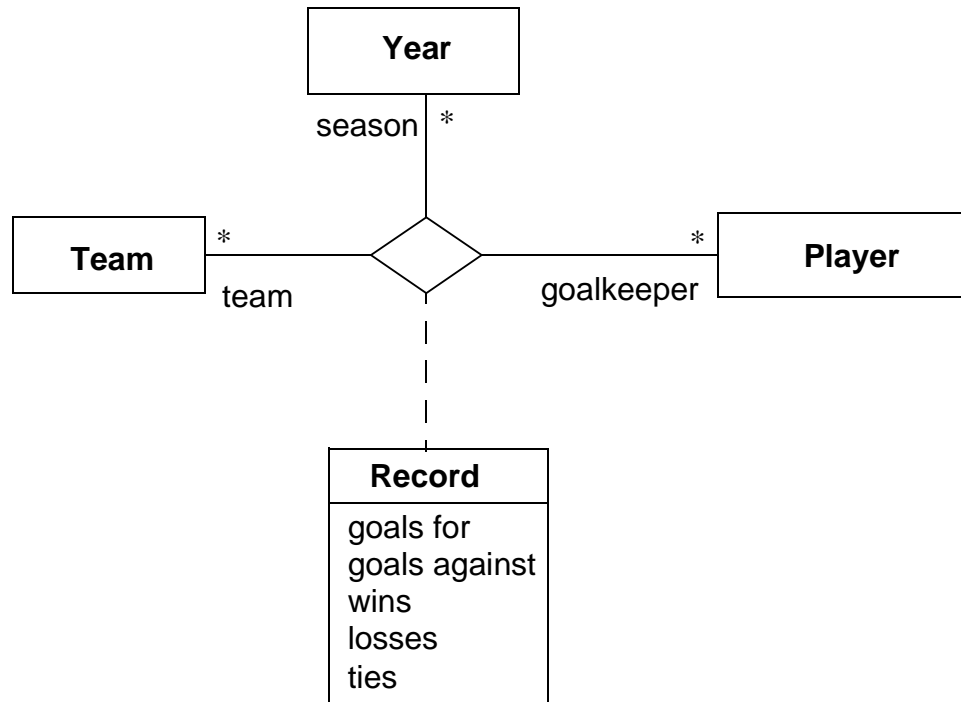 Year
season *
Team
*
team
*
goalkeeper
Player
Record
goals for
goals against
wins
losses
ties